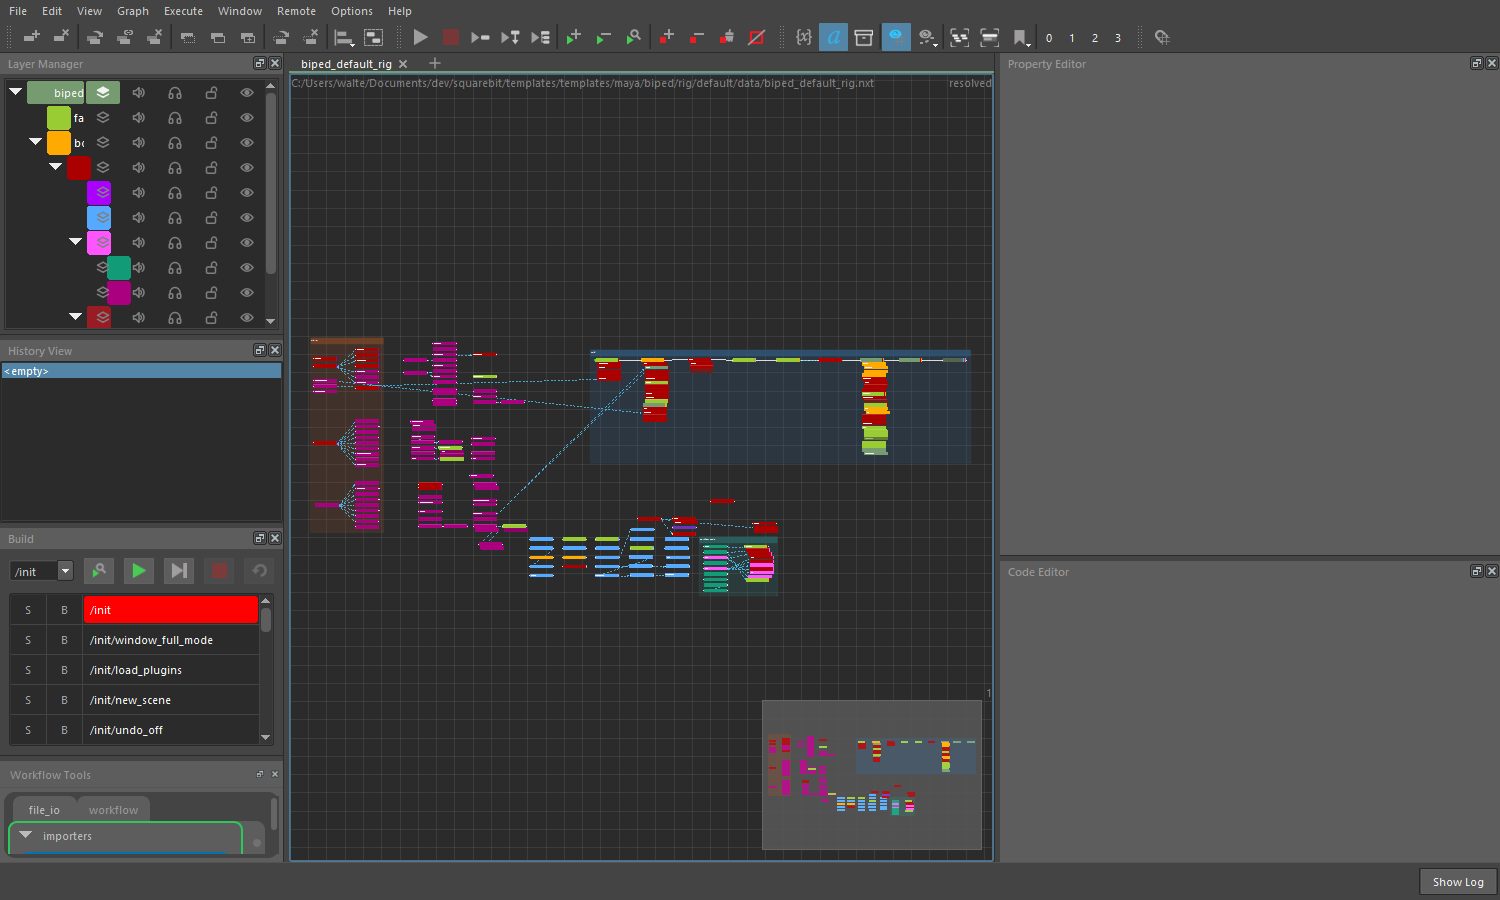 File Edit View Graph Execute Window Remote Options Help
0 1 2 3
Layer Manager
biped
fa
History View
<empty>
Build
/init
S B /init
S B /init/window_full_mode
S B /init/load_plugins
S B /init/new_scene
S B /init/undo_off
Workflow Tools
file_io workflow
importers
biped_default_rig
C:/Users/walte/Documents/dev/squarebit/templates/templates/maya/biped/rig/default/data/biped_default_rig.nxt resolved
1
Property Editor
Code Editor
Show Log